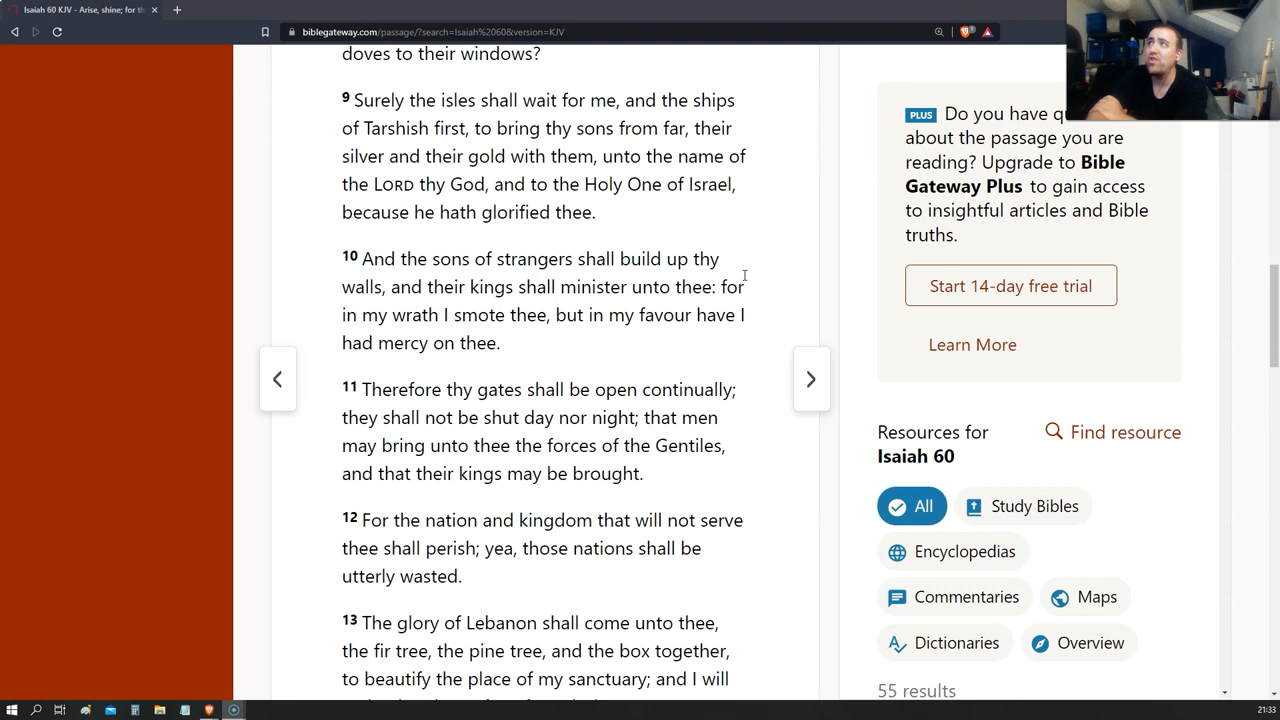 Isaiah 60 KJV - Arise, shine; for th
biblegateway.com/passage/?search=Isaiah%2060&version=KJV
doves to their windows?
9 Surely the isles shall wait for me, and the ships
of Tarshish first, to bring thy sons from far, their
silver and their gold with them, unto the name of
the LORD thy God, and to the Holy One of Israel,
because he hath glorified thee.
10 And the sons of strangers shall build up thy
walls, and their kings shall minister unto thee: for
in my wrath I smote thee, but in my favour have I
had mercy on thee.
11 Therefore thy gates shall be open continually;
they shall not be shut day nor night; that men
may bring unto thee the forces of the Gentiles,
and that their kings may be brought.
12 For the nation and kingdom that will not serve
thee shall perish; yea, those nations shall be
utterly wasted.
13 The glory of Lebanon shall come unto thee,
the fir tree, the pine tree, and the box together,
to beautify the place of my sanctuary; and I will
PLUS Do you have qu
about the passage you are
reading? Upgrade to Bible
Gateway Plus to gain access
to insightful articles and Bible
truths.
Start 14-day free trial
Learn More
Resources for
Isaiah 60
Find resource
All
Study Bibles
Encyclopedias
Commentaries
Maps
Dictionaries
Overview
55 results
21:33